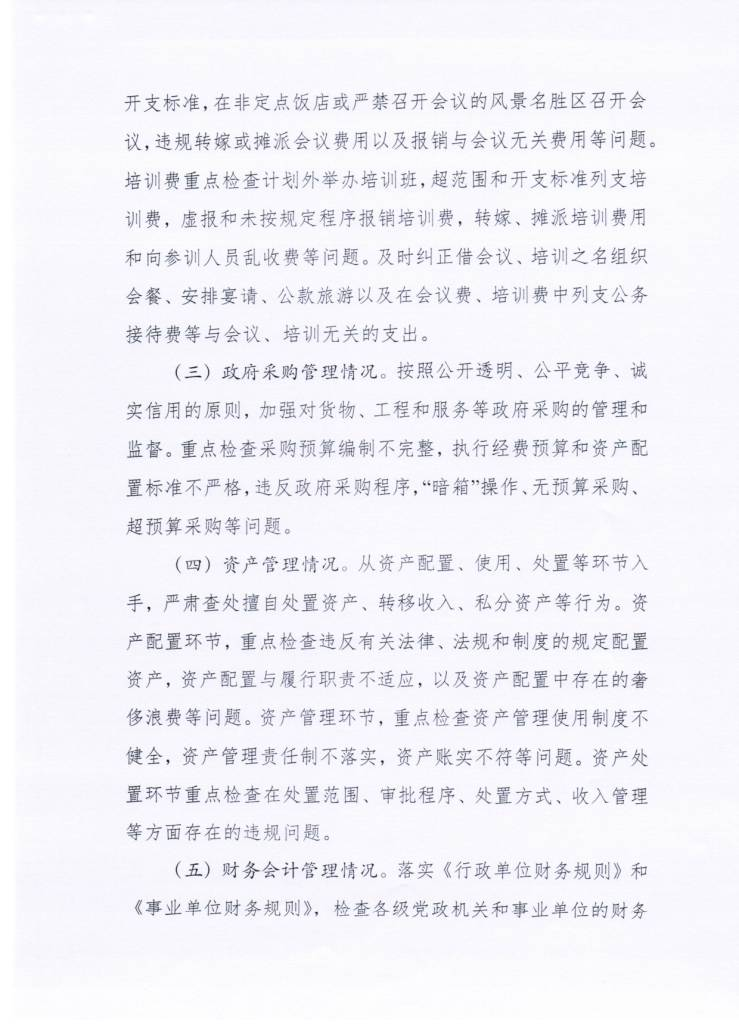 开支标准，在非定点饭店或严禁召开会议的风景名胜区召开会
议，违规转嫁或摊派会议费用以及报销与会议无关费用等问题。
培训费重点检查计划外举办培训班，超范围和开支标准列支培
训费，虚报和未按规定程序报销培训费，转嫁、摊派培训费用
和向参训人员乱收费等问题。及时纠正借会议、培训之名组织
会餐、安排宴请、公款旅游以及在会议费、培训费中列支公务
接待费等与会议、培训无关的支出。
（三）政府采购管理情况。按照公开透明、公平竞争、诚
实信用的原则，加强对货物、工程和服务等政府采购的管理和
监督。重点检查采购预算编制不完整，执行经费预算和资产配
置标准不严格，违反政府采购程序，“暗箱”操作、无预算采购、
超预算采购等问题。
（四）资产管理情况。从资产配置、使用、处置等环节入
手，严肃查处擅自处置资产、转移收入、私分资产等行为。资
产配置环节，重点检查违反有关法律、法规和制度的规定配置
资产，资产配置与履行职责不适应，以及资产配置中存在的奢
侈浪费等问题。资产管理环节，重点检查资产管理使用制度不
健全，资产管理责任制不落实，资产账实不符等问题。资产处
置环节重点检查在处置范围、审批程序、处置方式、收入管理
等方面存在的违规问题。
（五）财务会计管理情况。落实《行政单位财务规则》和
《事业单位财务规则》，检查各级党政机关和事业单位的财务